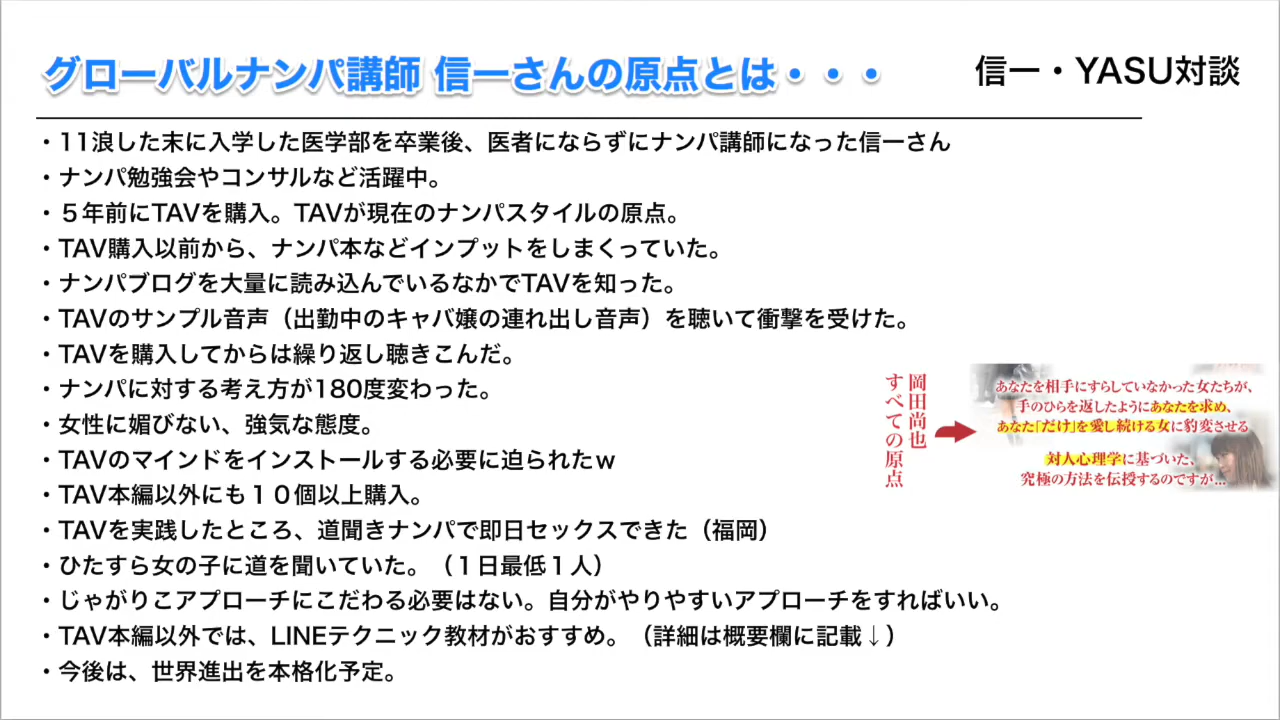 グローバルナンパ講師 信一さんの原点とは・・・
信一・YASU対談
・11浪した末に入学した医学部を卒業後、医者にならずにナンパ講師になった信一さん
・ナンパ勉強会やコンサルなど活躍中。
・５年前にTAVを購入。TAVが現在のナンパスタイルの原点。
・TAV購入以前から、ナンパ本などインプットをしまくっていた。
・ナンパブログを大量に読み込んでいるなかでTAVを知った。
・TAVのサンプル音声（出勤中のキャバ嬢の連れ出し音声）を聴いて衝撃を受けた。
・TAVを購入してからは繰り返し聴きこんだ。
・ナンパに対する考え方が180度変わった。
・女性に媚びない、強気な態度。
・TAVのマインドをインストールする必要に迫られたｗ
・TAV本編以外にも１０個以上購入。
・TAVを実践したところ、道聞きナンパで即日セックスできた（福岡）
・ひたすら女の子に道を聞いていた。（１日最低１人）
・じゃがりこアプローチにこだわる必要はない。自分がやりやすいアプローチをすればいい。
・TAV本編以外では、LINEテクニック教材がおすすめ。（詳細は概要欄に記載↓）
・今後は、世界進出を本格化予定。
岡田尚也
すべての原点
あなたを相手にすらしていなかった女たちが、
手のひらを返したようにあなたを求め、
あなた「だけ」を愛し続ける女に豹変させる
対人心理学に基づいた、
究極の方法を伝授するのですが...